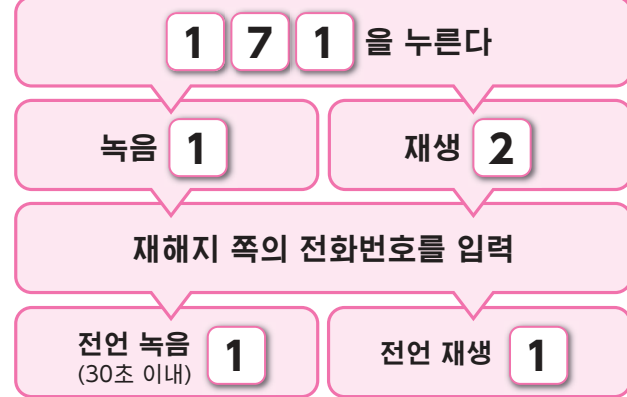 1 7 1 을 누른다
녹음 1
재생 2
재해지 쪽의 전화번호를 입력
전언 녹음
(30초 이내)
1
전언 재생 1